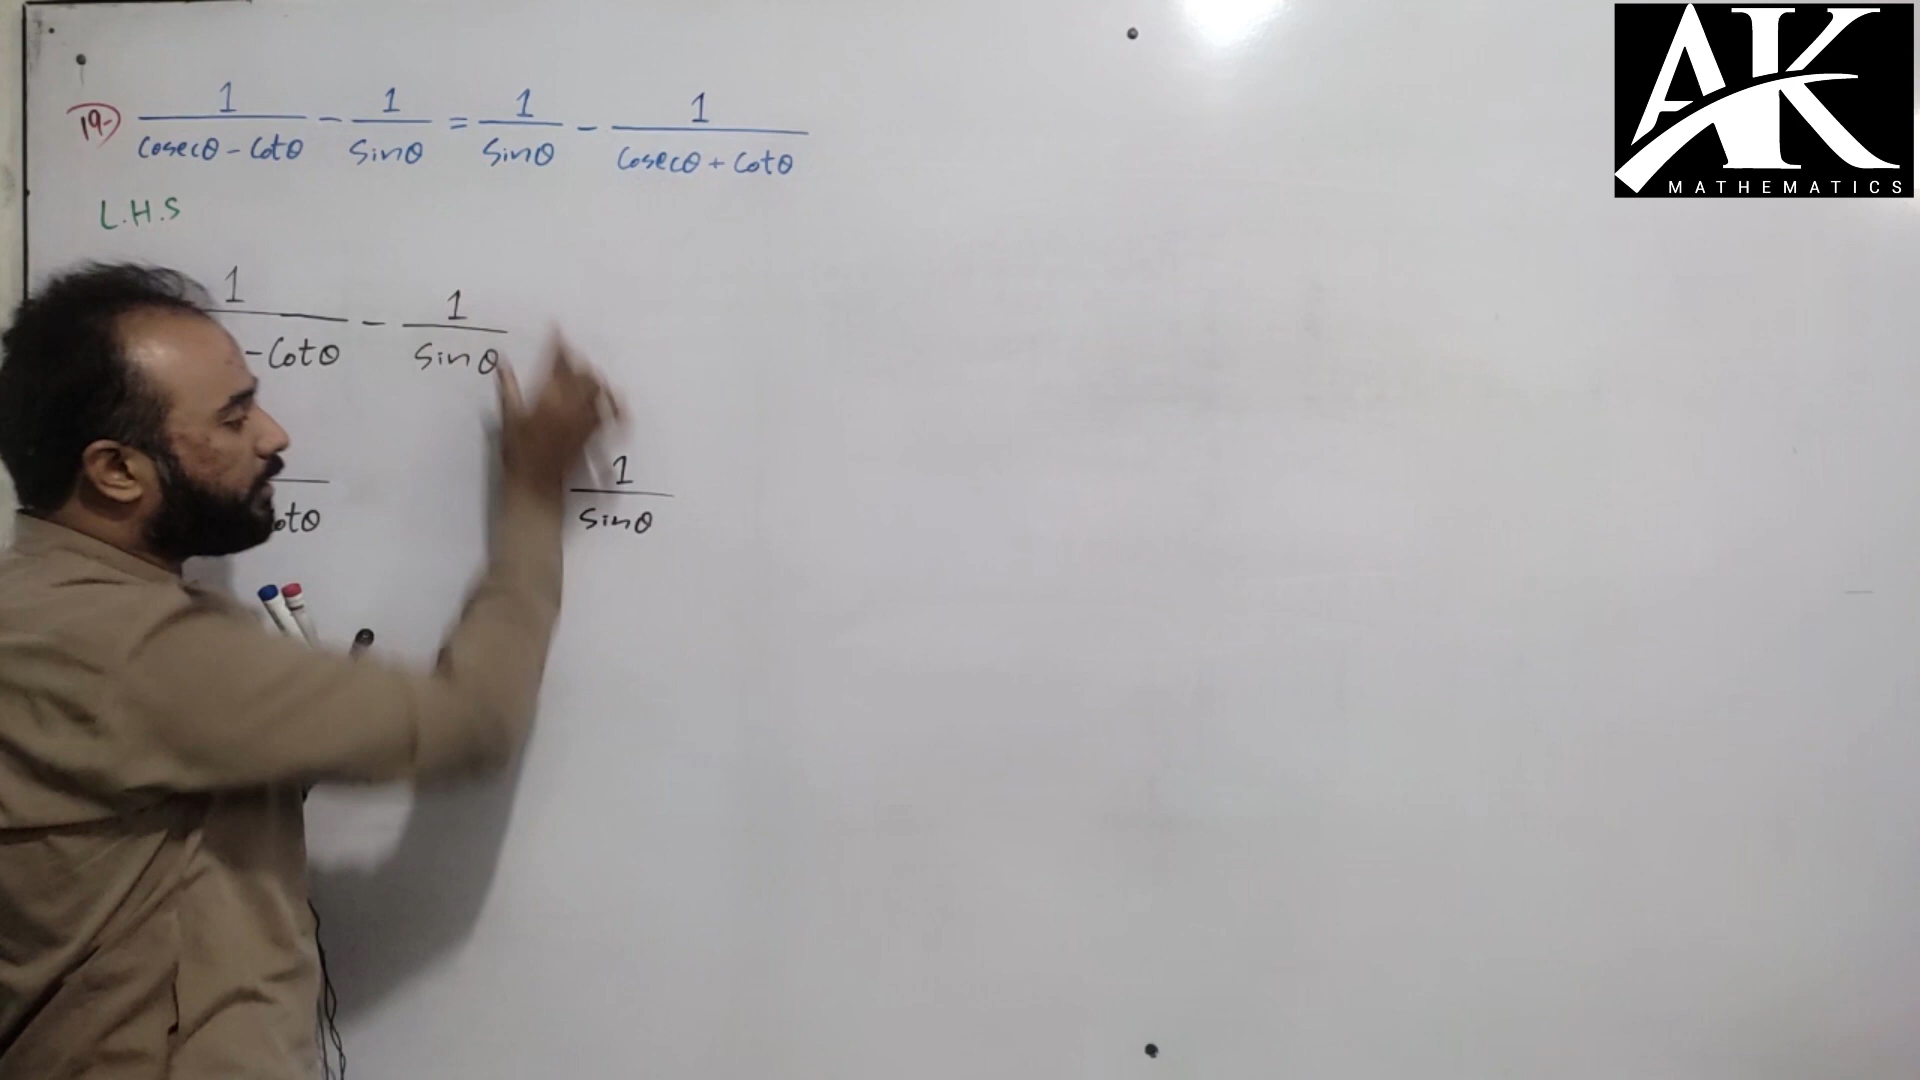 19- 1/(cosecθ - cotθ) - 1/sinθ = 1/sinθ - 1/(cosecθ + cotθ)
L.H.S
1/( - cotθ) - 1/sinθ
1/sinθ
AK
MATHEMATICS